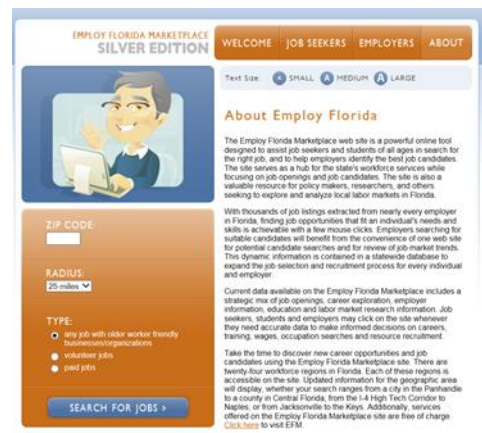 EMPLOY FLORIDA MARKETPLACE
SILVER EDITION
WELCOME JOB SEEKERS EMPLOYERS ABOUT
Text Size: A SMALL A MEDIUM A LARGE
About Employ Florida
The Employ Florida Marketplace web site is a powerful online tool
designed to assist job seekers and students of all ages in search for
the right job, and to help employers identify the best job candidates.
The site serves as a hub for the state's workforce services while
focusing on job openings and job candidates. The site is also a
valuable resource for policy makers, researchers, and others
seeking to explore and analyze local labor markets in Florida.
With thousands of job listings extracted from nearly every employer
in Florida, finding job opportunities that fit an individual's needs and
skills is achievable with a few mouse clicks. Employers searching for
suitable candidates will benefit from the convenience of one web site
for potential candidate searches and for review of job market trends.
This dynamic information is contained in a statewide database to
expand the job selection and recruitment process for every individual
and employer.
Current data available on the Employ Florida Marketplace includes a
strategic mix of job openings, career exploration, employer
information, education and labor market research information. Job
seekers, students and employers may click on the site whenever
they need accurate data to make informed decisions on careers,
training, wages, occupation searches and resource recruitment.
Take the time to discover new career opportunities and job
candidates using the Employ Florida Marketplace site. There are
twenty-four workforce regions in Florida. Each of these regions is
accessible on the site. Updated information for the geographic area
will display, whether your search ranges from a city in the Panhandle
to a county in Central Florida, from the I-4 High Tech Corridor to
Naples, or from Jacksonville to the Keys. Additionally, services
offered on the Employ Florida Marketplace site are free of charge.
Click here to visit EFM.
ZIP CODE:
RADIUS:
25 miles
TYPE:
any job with older worker friendly
businesses/organizations
volunteer jobs
paid jobs
SEARCH FOR JOBS >